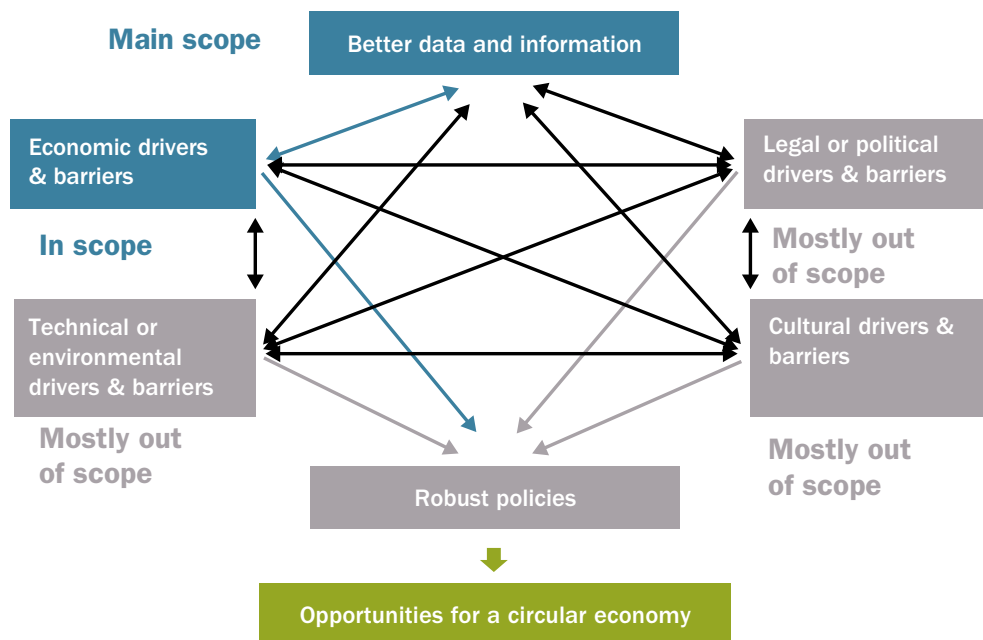 Main scope
Better data and information
Economic drivers
& barriers
Legal or political
drivers & barriers
In scope
Mostly out
of scope
Technical or
environmental
drivers & barriers
Cultural drivers &
barriers
Mostly out
of scope
Mostly out
of scope
Robust policies
Opportunities for a circular economy